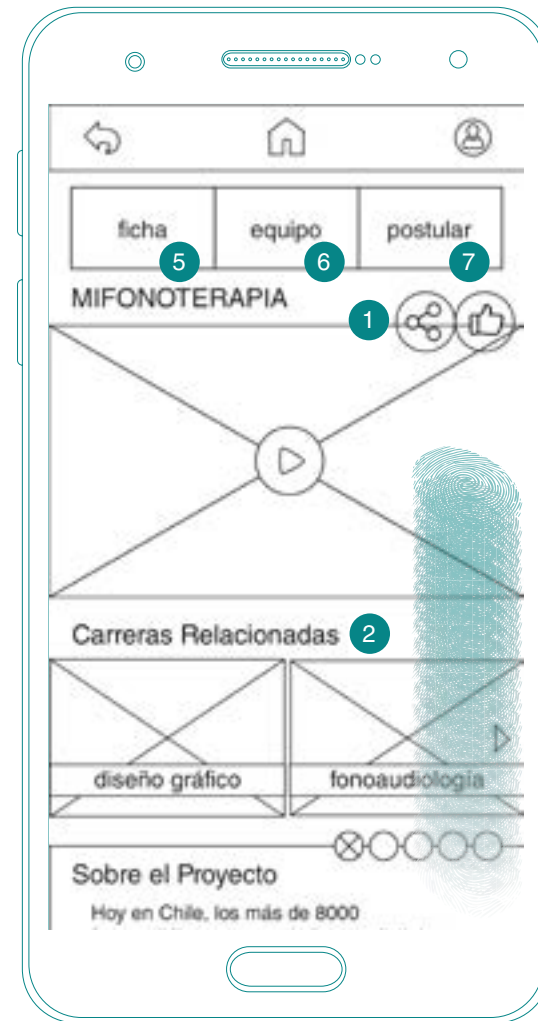 ficha equipo postular
5 6 7
MIFONOTERAPIA 1
Carreras Relacionadas 2
diseño gráfico fonoaudiología
Sobre el Proyecto
Hoy en Chile, los más de 8000